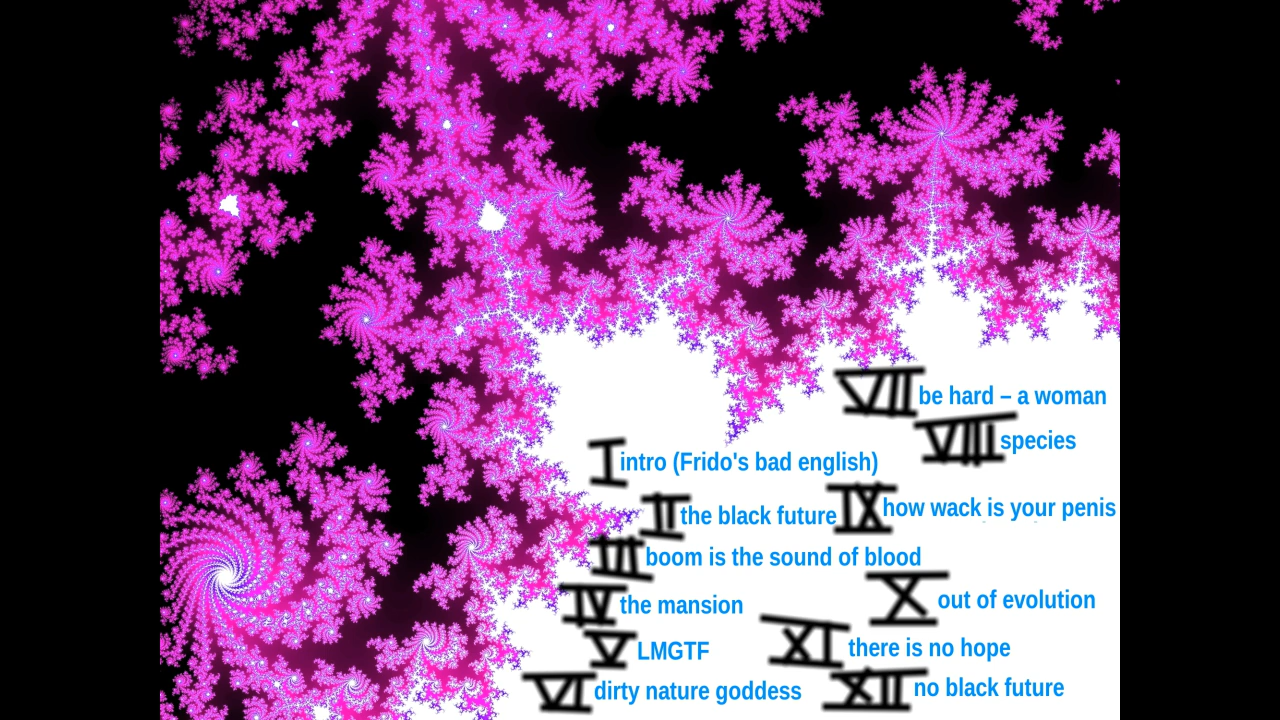 I intro (Frido's bad english)
II the black future
III boom is the sound of blood
IV the mansion
V LMGTF
VI dirty nature goddess
VII be hard – a woman
VIII species
IX how wack is your penis
X out of evolution
XI there is no hope
XII no black future